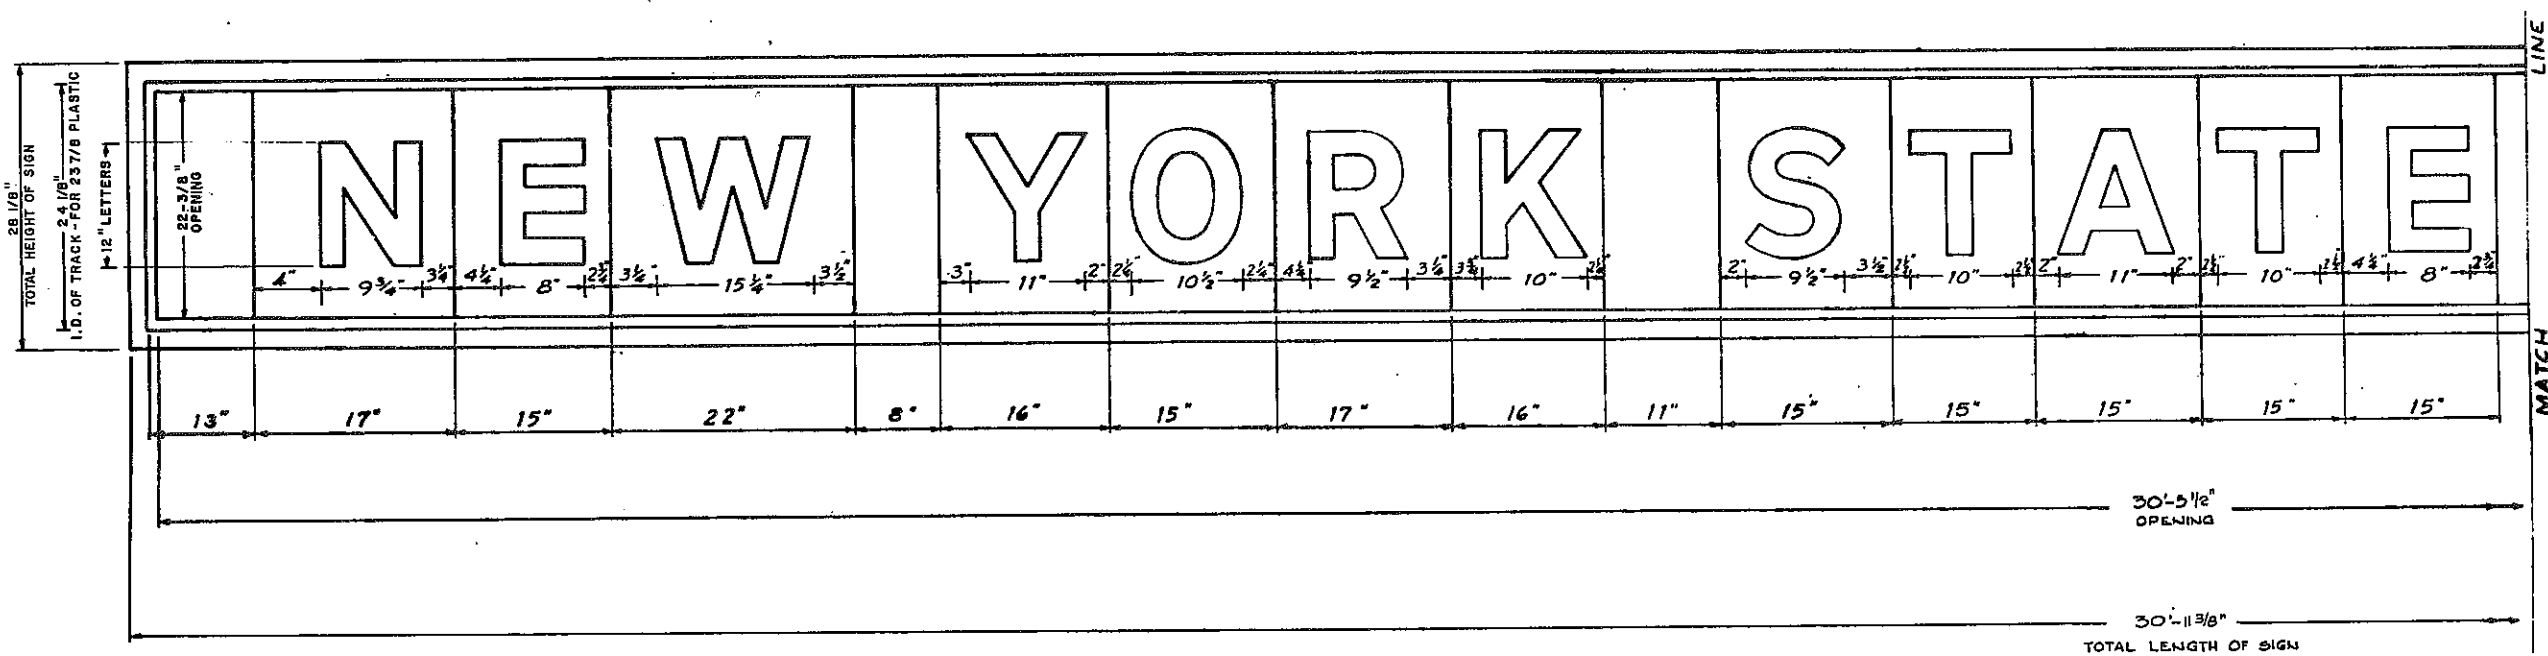 LINE
28 1/8"
TOTAL HEIGHT OF SIGN
24 1/8"
I.D. OF TRACK - FOR 23 7/8 PLASTIC
12" LETTERS
22-3/8"
OPENING
NEW YORK STATE
4" 9 3/4" 3 1/4" 4 1/4" 8" 2 3/4" 3 1/4" 15 1/4" 3 1/2" 3" 11" 2" 2 1/4" 10 1/2" 2 1/4" 4 1/4" 9 1/2" 3 1/4" 3 3/4" 10" 2 1/4" 2" 9 1/2" 3 1/2" 2 1/2" 10" 2 1/2" 2" 11" 2" 2 1/2" 10" 2 1/2" 4 1/4" 8" 2 3/4"
MATCH
13" 17" 15" 22" 8" 16" 15" 17" 16" 11" 15" 15" 15" 15" 15"
30'-5 1/2"
OPENING
30'-11 3/8"
TOTAL LENGTH OF SIGN